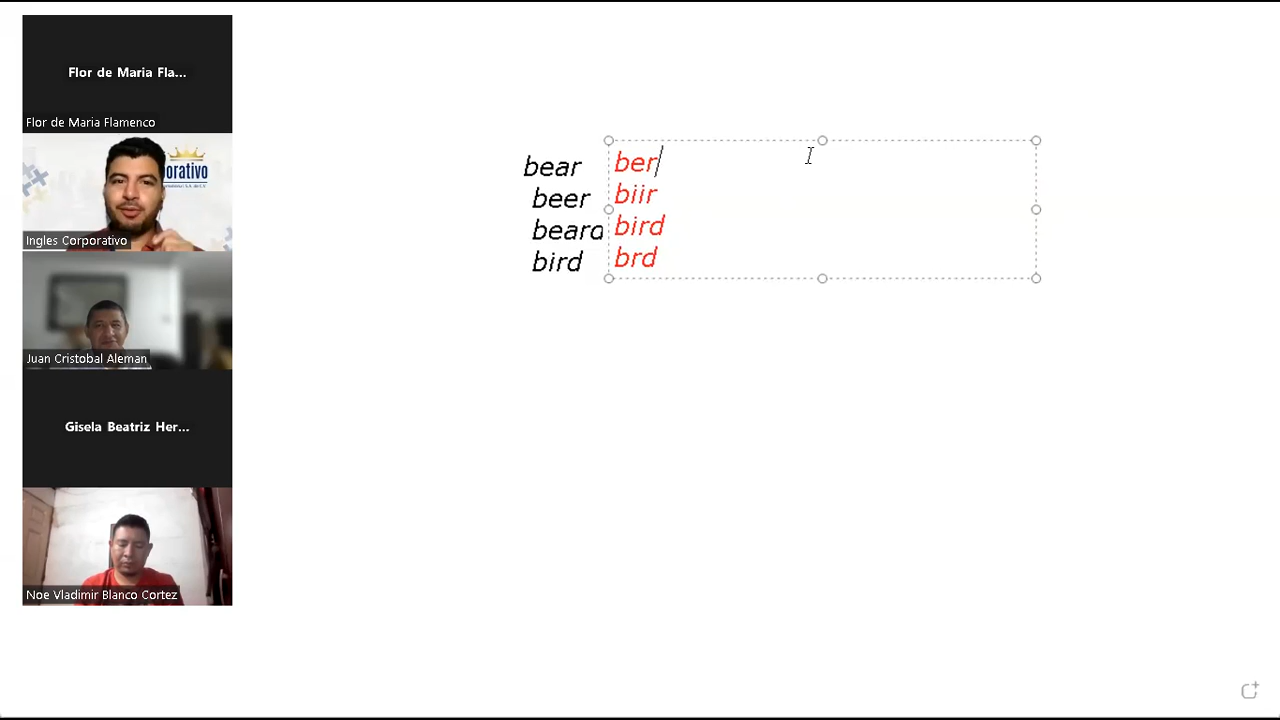 Flor de Maria Fla...
Flor de Maria Flamenco
orativo
Ingles Corporativo
Juan Cristobal Aleman
Gisela Beatriz Her...
Noe Vladimir Blanco Cortez
bear ber
beer biir
beard bird
bird brd